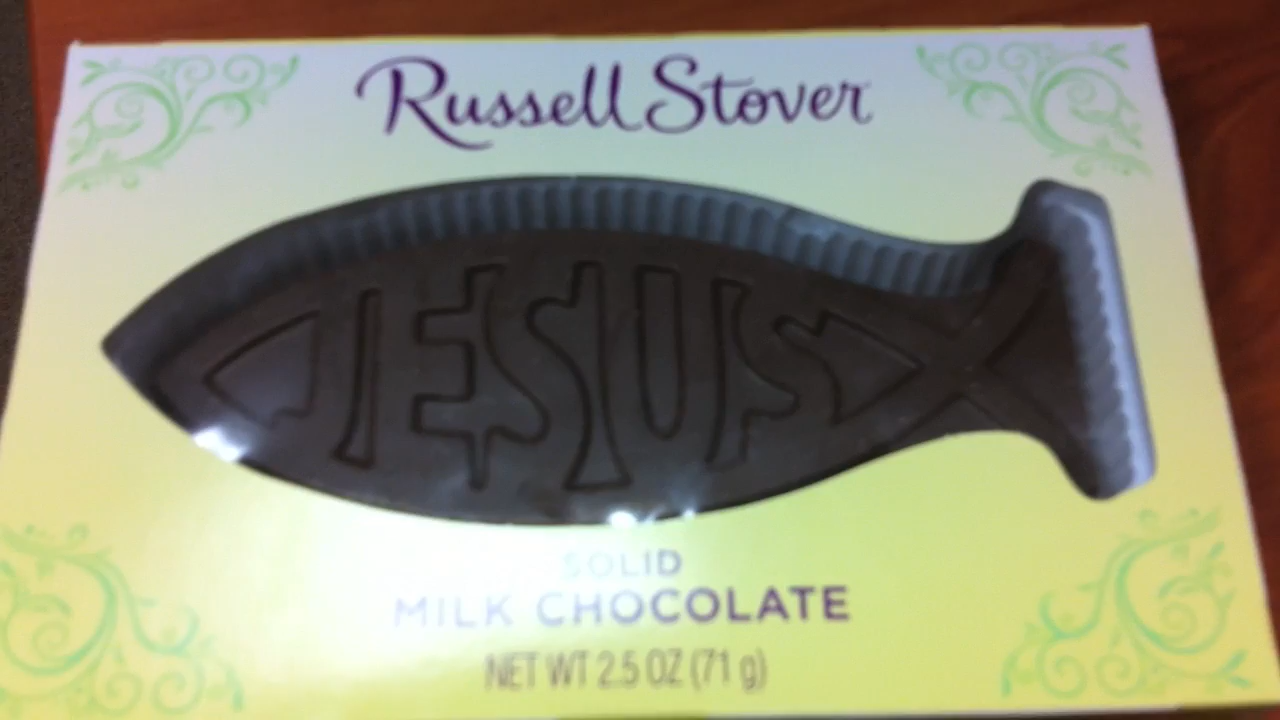 Russell Stover
JESUS
SOLID
MILK CHOCOLATE
NET WT 2.5 OZ (71 g)